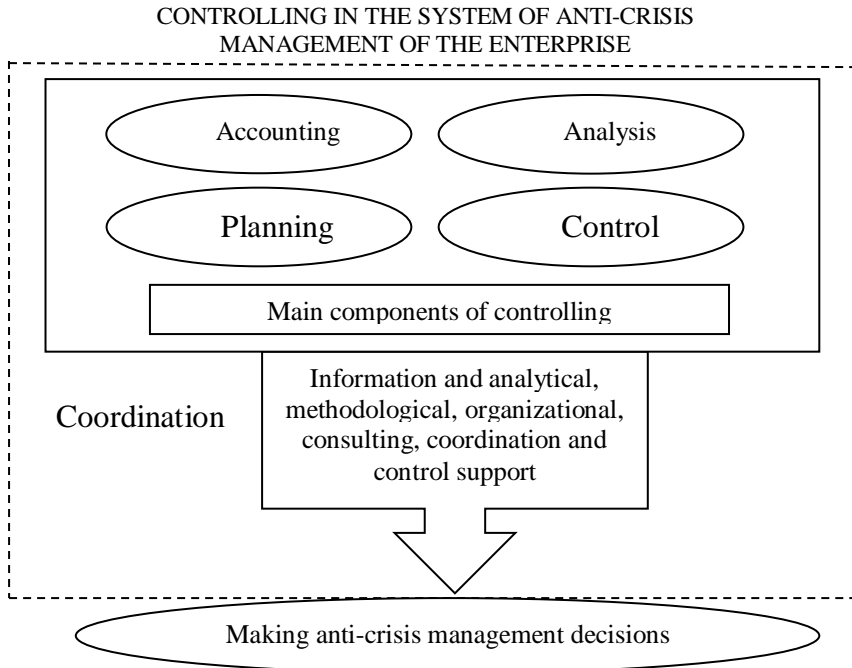 CONTROLLING IN THE SYSTEM OF ANTI-CRISIS
MANAGEMENT OF THE ENTERPRISE
Accounting
Analysis
Planning
Control
Main components of controlling
Coordination
Information and analytical,
methodological, organizational,
consulting, coordination and
control support
Making anti-crisis management decisions